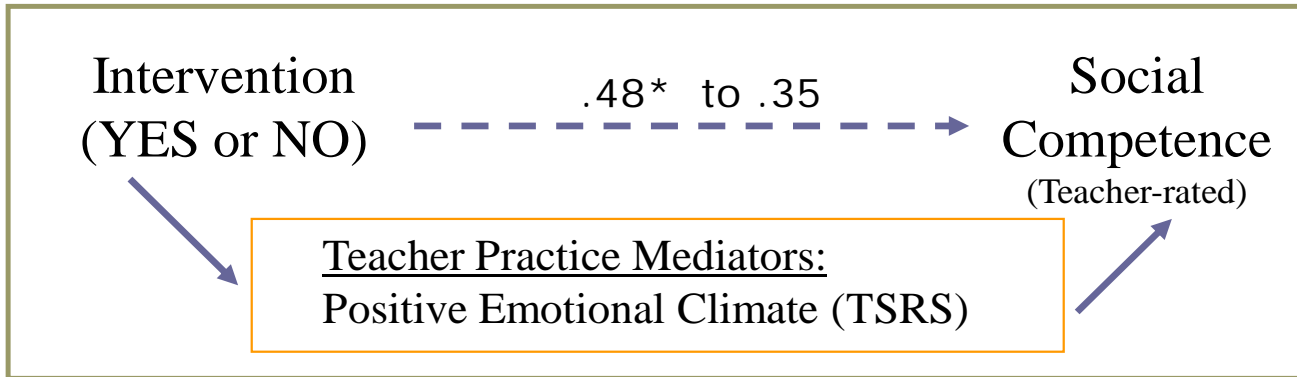 Intervention
(YES or NO)
.48* to .35
Social
Competence
(Teacher-rated)
Teacher Practice Mediators:
Positive Emotional Climate (TSRS)